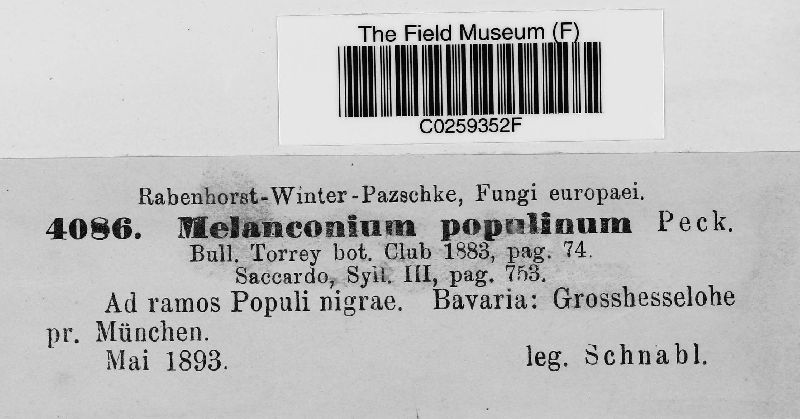 The Field Museum (F)
C0259352F
Rabenhorst-Winter-Pazschke, Fungi europaei.
4086. Melanconium populinum Peck.
Bull. Torrey bot. Club 1883, pag. 74.
Saccardo, Syll. III, pag. 753.
Ad ramos Populi nigrae. Bavaria: Grosshesselohe
pr. München.
Mai 1893. leg. Schnabl.